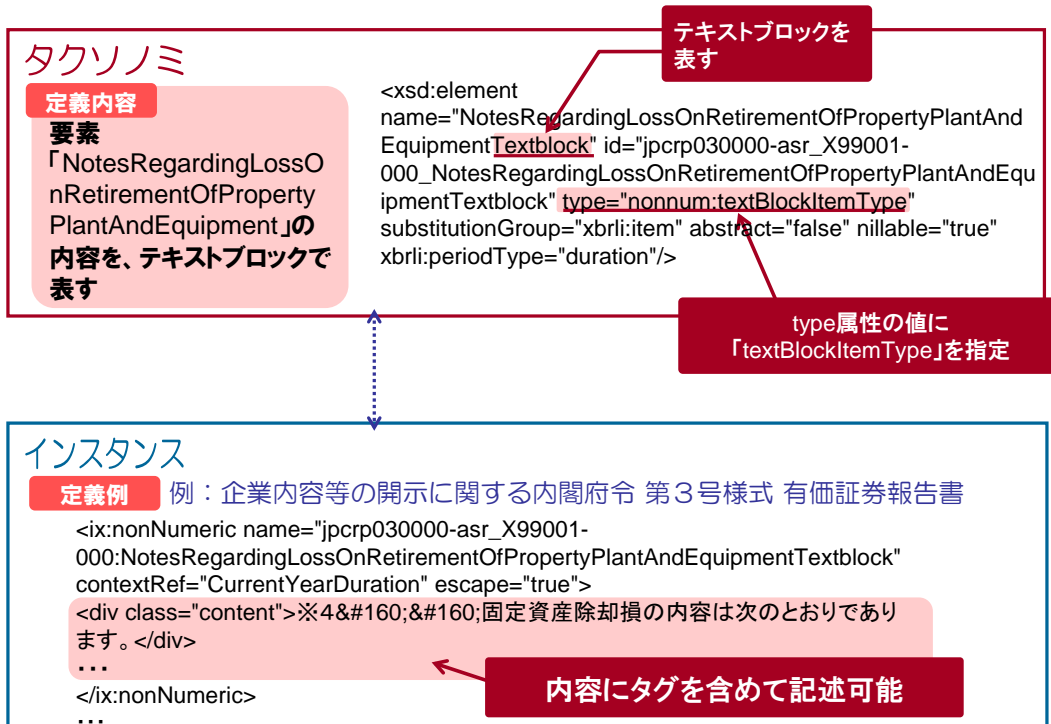 テキストブロックを
表す
タクソノミ
定義内容
要素
「NotesRegardingLossO
nRetirementOfProperty
PlantAndEquipment」の
内容を、テキストブロックで
表す
<xsd:element
name="NotesRegardingLossOnRetirementOfPropertyPlantAnd
EquipmentTextblock" id="jpcrp030000-asr_X99001-
000_NotesRegardingLossOnRetirementOfPropertyPlantAndEqu
ipmentTextblock" type="nonnum:textBlockItemType"
substitutionGroup="xbrli:item" abstract="false" nillable="true"
xbrli:periodType="duration"/>
type属性の値に
「textBlockItemType」を指定
インスタンス
定義例 例：企業内容等の開示に関する内閣府令 第３号様式 有価証券報告書
<ix:nonNumeric name="jpcrp030000-asr_X99001-
000:NotesRegardingLossOnRetirementOfPropertyPlantAndEquipmentTextblock"
contextRef="CurrentYearDuration" escape="true">
<div class="content">※4&#160;&#160;固定資産除却損の内容は次のとおりであり
ます。</div>
・・・
</ix:nonNumeric>
・・・
内容にタグを含めて記述可能